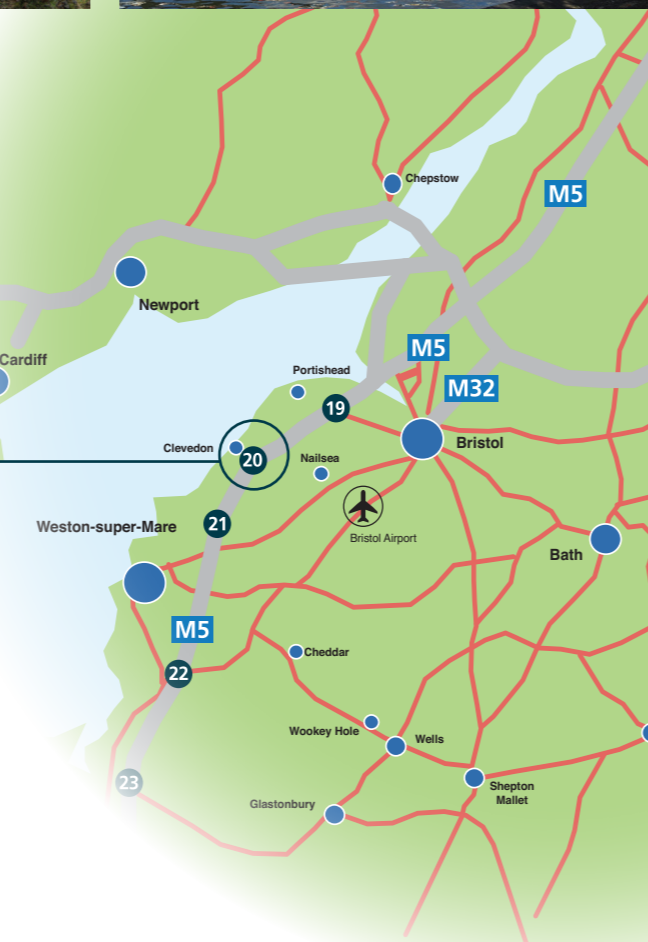 Chepstow
M5
Newport
Cardiff
M5
Portishead
M32
19
Bristol
Clevedon
20
Nailsea
Weston-super-Mare
21
Bristol Airport
Bath
M5
Cheddar
22
Wookey Hole
Wells
23
Shepton
Mallet
Glastonbury